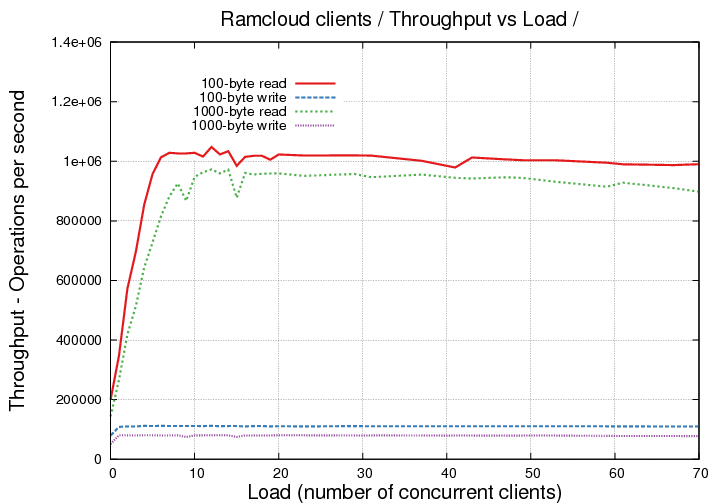 Ramcloud clients / Throughput vs Load /
1.4e+06
1.2e+06
1e+06
800000
600000
400000
200000
0
Throughput - Operations per second
100-byte read
100-byte write
1000-byte read
1000-byte write
0 10 20 30 40 50 60 70
Load (number of concurrent clients)